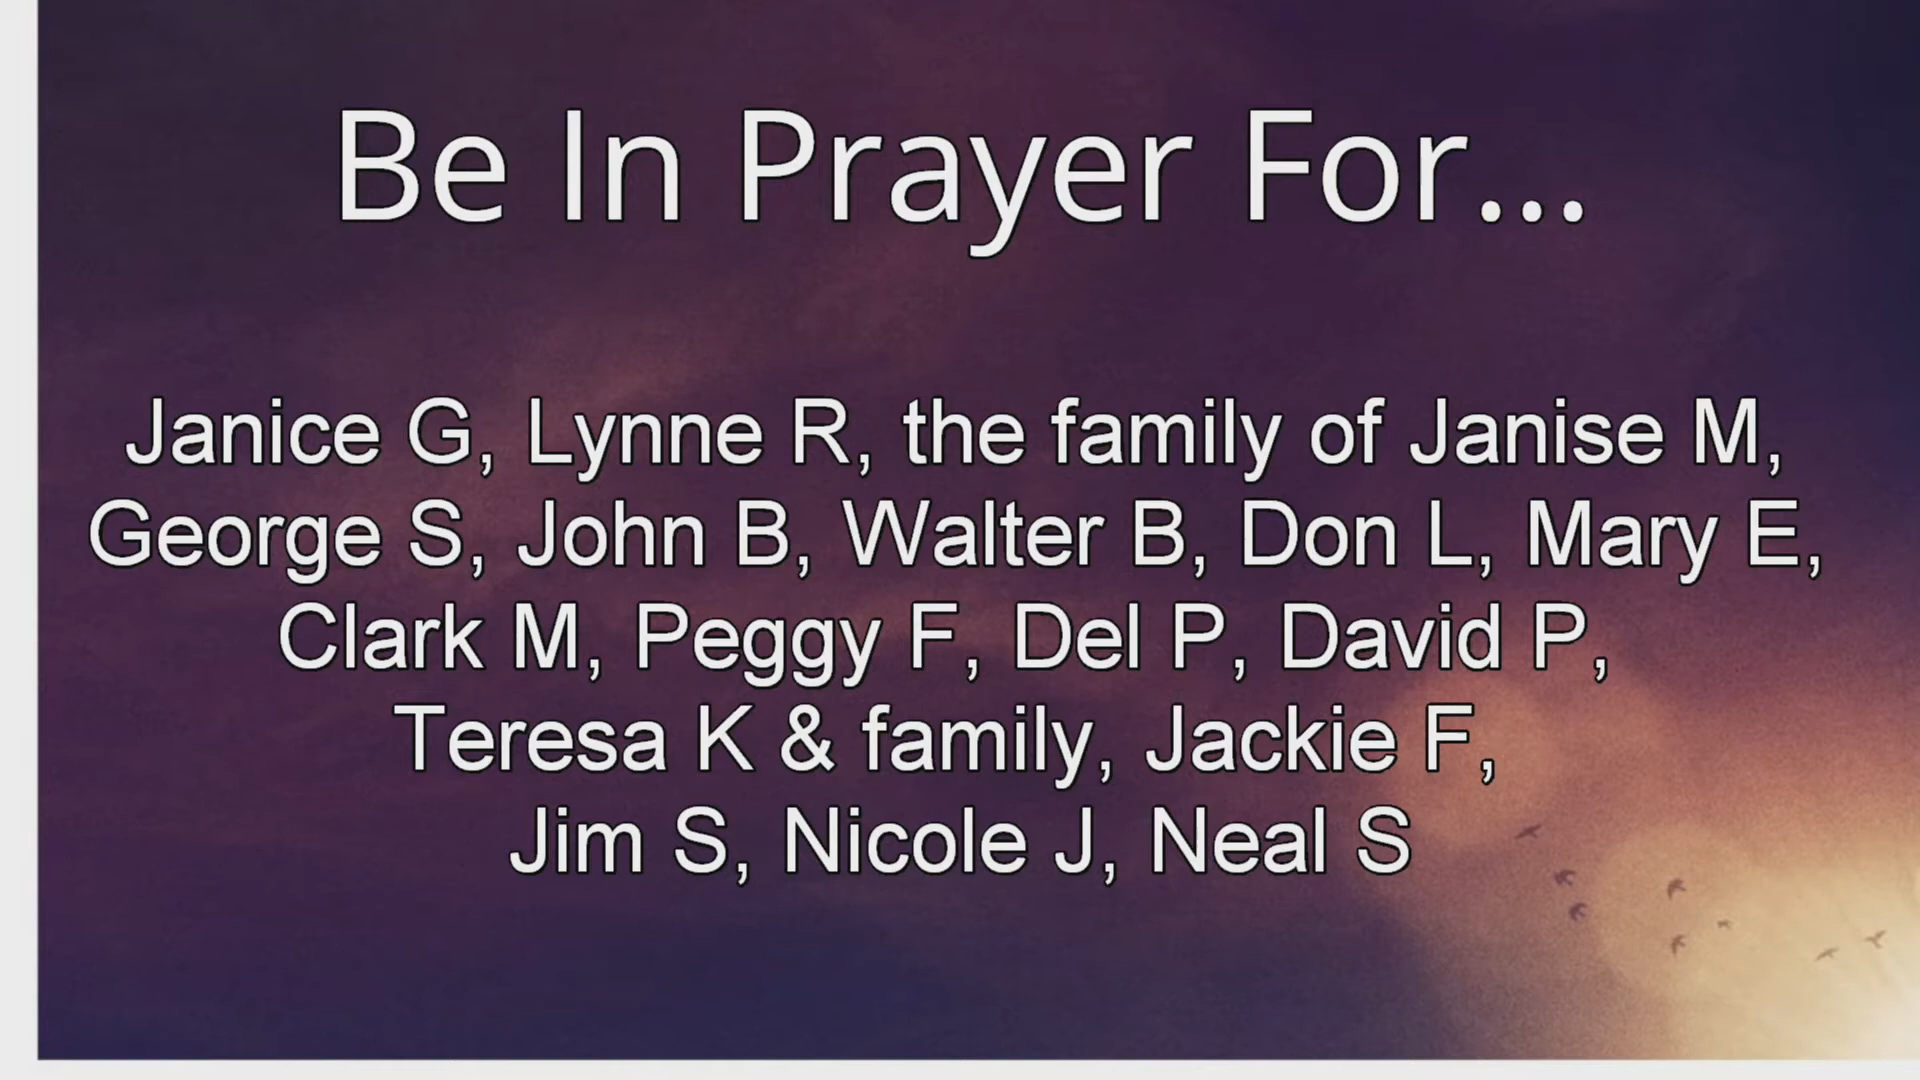 Be In Prayer For...
Janice G, Lynne R, the family of Janise M,
George S, John B, Walter B, Don L, Mary E,
Clark M, Peggy F, Del P, David P,
Teresa K & family, Jackie F,
Jim S, Nicole J, Neal S